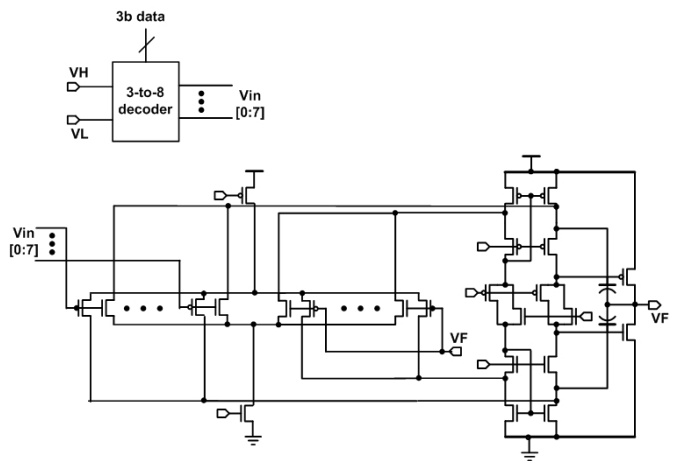 3b data
VH
3-to-8
decoder
Vin
[0:7]
VL
Vin
[0:7]
VF
VF